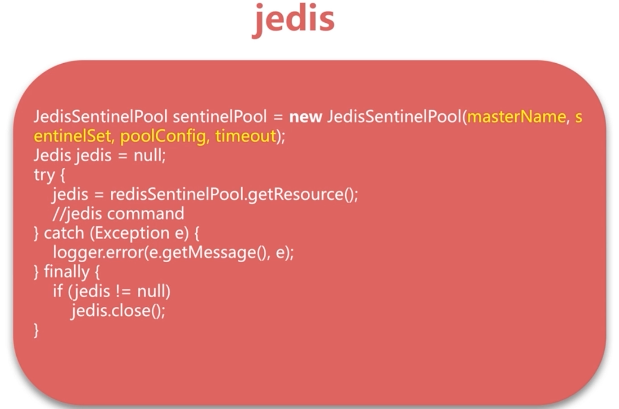 jedis
JedisSentinelPool sentinelPool = new JedisSentinelPool(masterName, s
entinelSet, poolConfig, timeout);
Jedis jedis = null;
try {
jedis = redisSentinelPool.getResource();
//jedis command
} catch (Exception e) {
logger.error(e.getMessage(), e);
} finally {
if (jedis != null)
jedis.close();
}